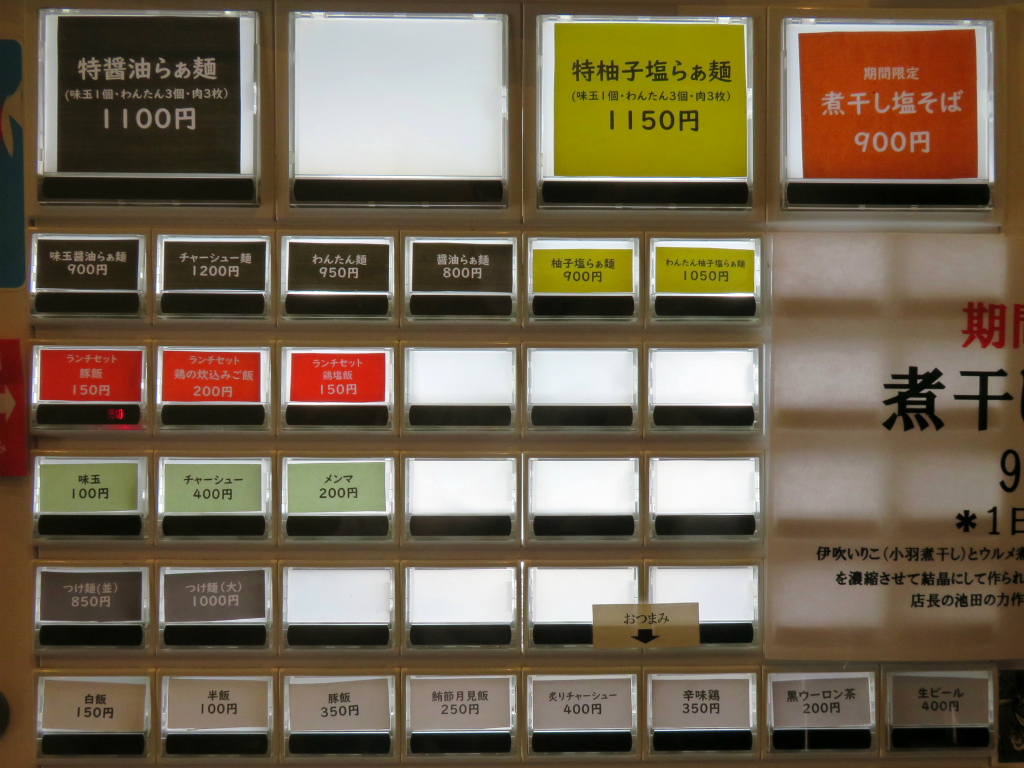 特醤油らぁ麺
(味玉1個・わんたん3個・肉3枚)
1100円
特柚子塩らぁ麺
(味玉1個・わんたん3個・肉3枚)
1150円
期間限定
煮干し塩そば
900円
味玉醤油らぁ麺
900円
チャーシュー麺
1200円
わんたん麺
950円
醤油らぁ麺
800円
柚子塩らぁ麺
900円
わんたん柚子塩らぁ麺
1050円
ランチセット
豚飯
150円
ランチセット
鶏の炊込みご飯
200円
ランチセット
鶏塩飯
150円
味玉
100円
チャーシュー
400円
メンマ
200円
つけ麺(並)
850円
つけ麺(大)
1000円
おつまみ
白飯
150円
半飯
100円
豚飯
350円
鮪節月見飯
250円
炙りチャーシュー
400円
辛味鶏
350円
黒ウーロン茶
200円
生ビール
400円
期間
煮干し
9
*1日
伊吹いりこ(小羽煮干し)とウルメ煮
を濃縮させて結晶にして作られ
店長の池田の力作